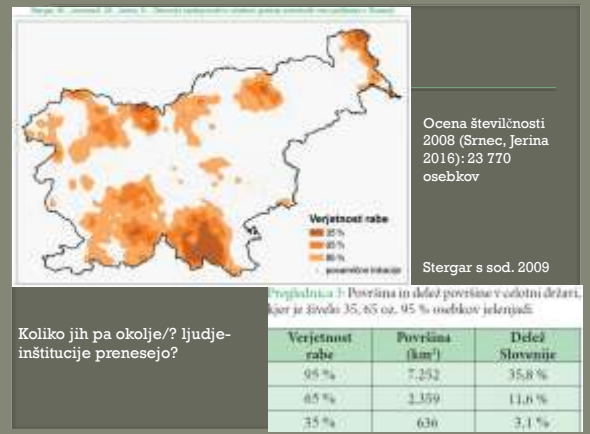 Ocena številčnosti
2008 (Srnec, Jerina
2016): 23 770
osebkov
Verjetnost rabe
35 %
65 %
95 %
posamične lokacije
Stergar s sod. 2009
Koliko jih pa okolje/? ljudje-
inštitucije prenesejo?
Preglednica 3: Površina in delež površine v celotni državi,
kjer je živelo 35, 65 oz. 95 % osebkov jelenjadi.
Verjetnost rabe Površina (km²) Delež Slovenije
95 % 7.252 35,8 %
65 % 2.359 11,6 %
35 % 636 3,1 %